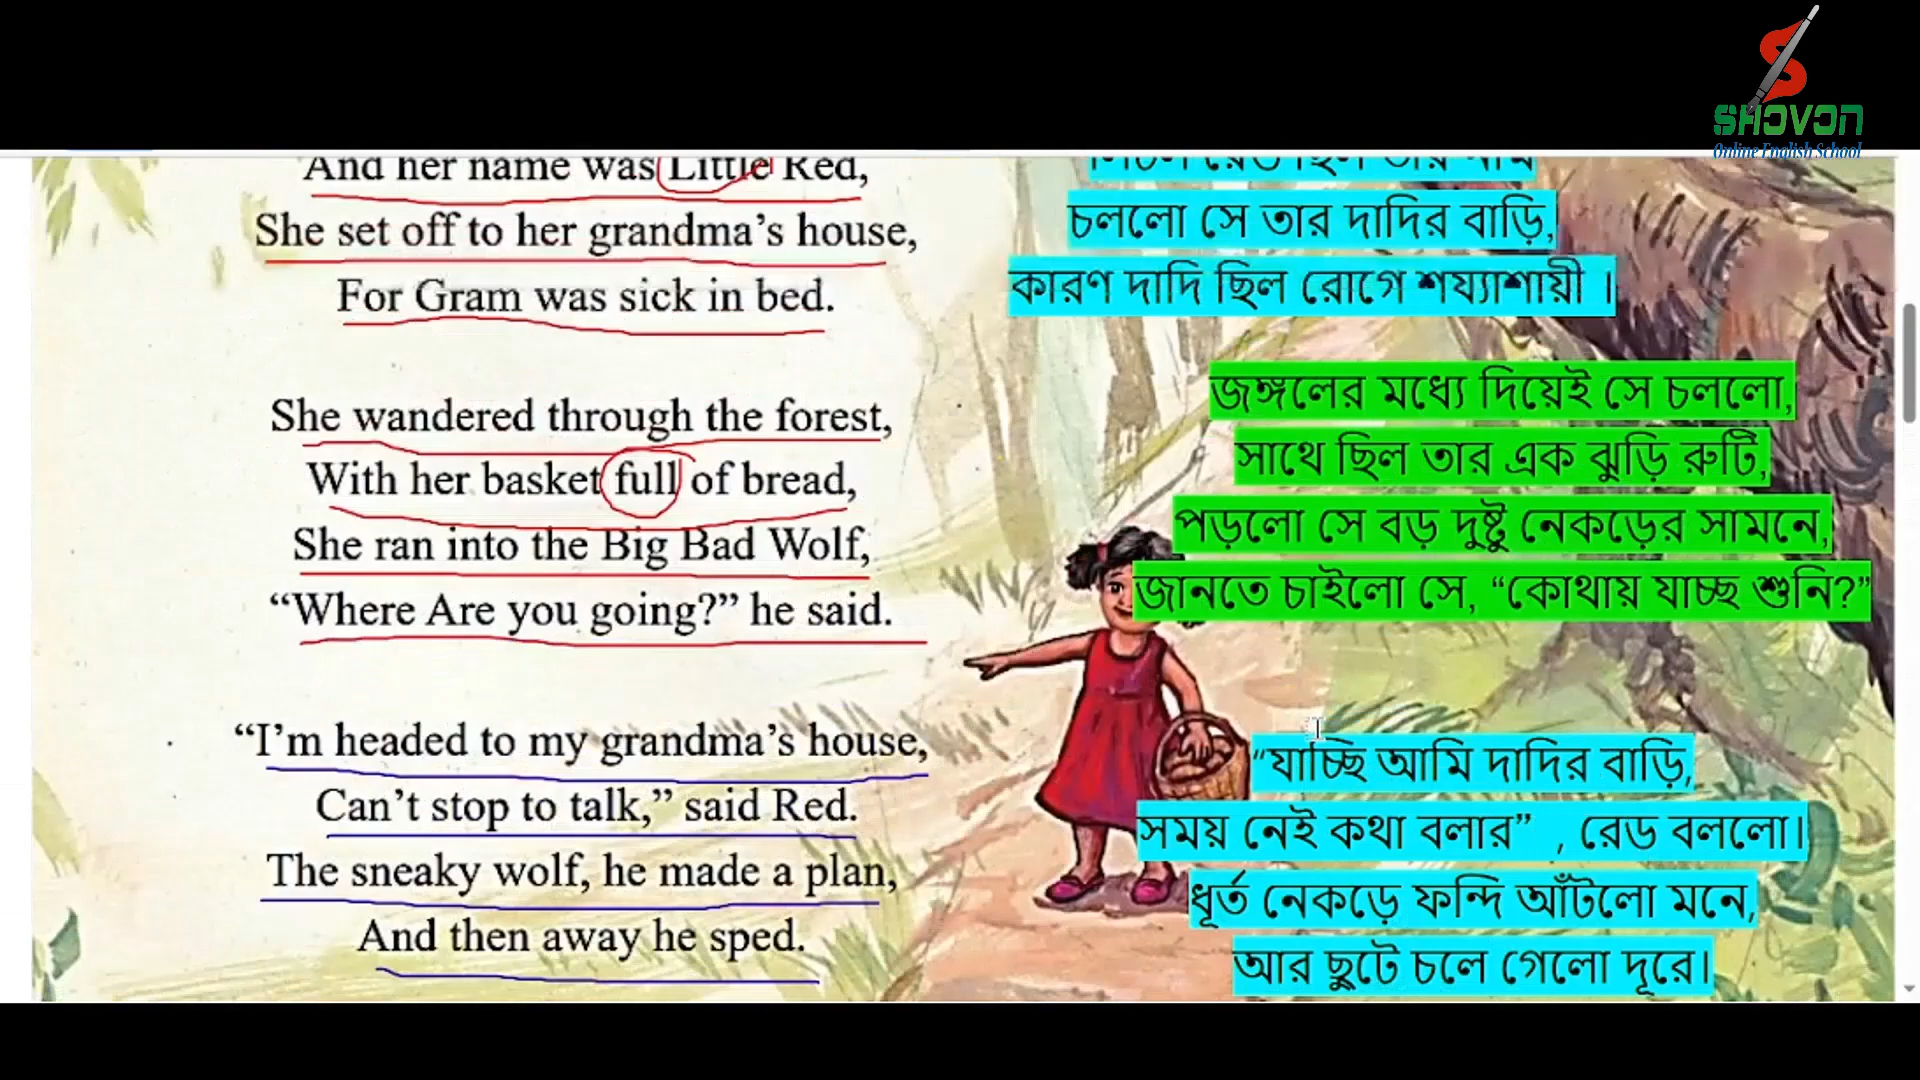 SHOVON
Online English School
And her name was Little Red,
She set off to her grandma's house,
For Gram was sick in bed.
She wandered through the forest,
With her basket full of bread,
She ran into the Big Bad Wolf,
“Where Are you going?” he said.
“I'm headed to my grandma's house,
Can't stop to talk,” said Red.
The sneaky wolf, he made a plan,
And then away he sped.
লিটল রেড ছিল তার নাম
চললো সে তার দাদির বাড়ি,
কারণ দাদি ছিল রোগে শয্যাশায়ী ।
জঙ্গলের মধ্যে দিয়েই সে চললো,
সাথে ছিল তার এক ঝুড়ি রুটি,
পড়লো সে বড় দুষ্টু নেকড়ের সামনে,
জানতে চাইলো সে, “কোথায় যাচ্ছ শুনি?”
“যাচ্ছি আমি দাদির বাড়ি,
সময় নেই কথা বলার” , রেড বললো।
ধূর্ত নেকড়ে ফন্দি আঁটলো মনে,
আর ছুটে চলে গেলো দূরে।